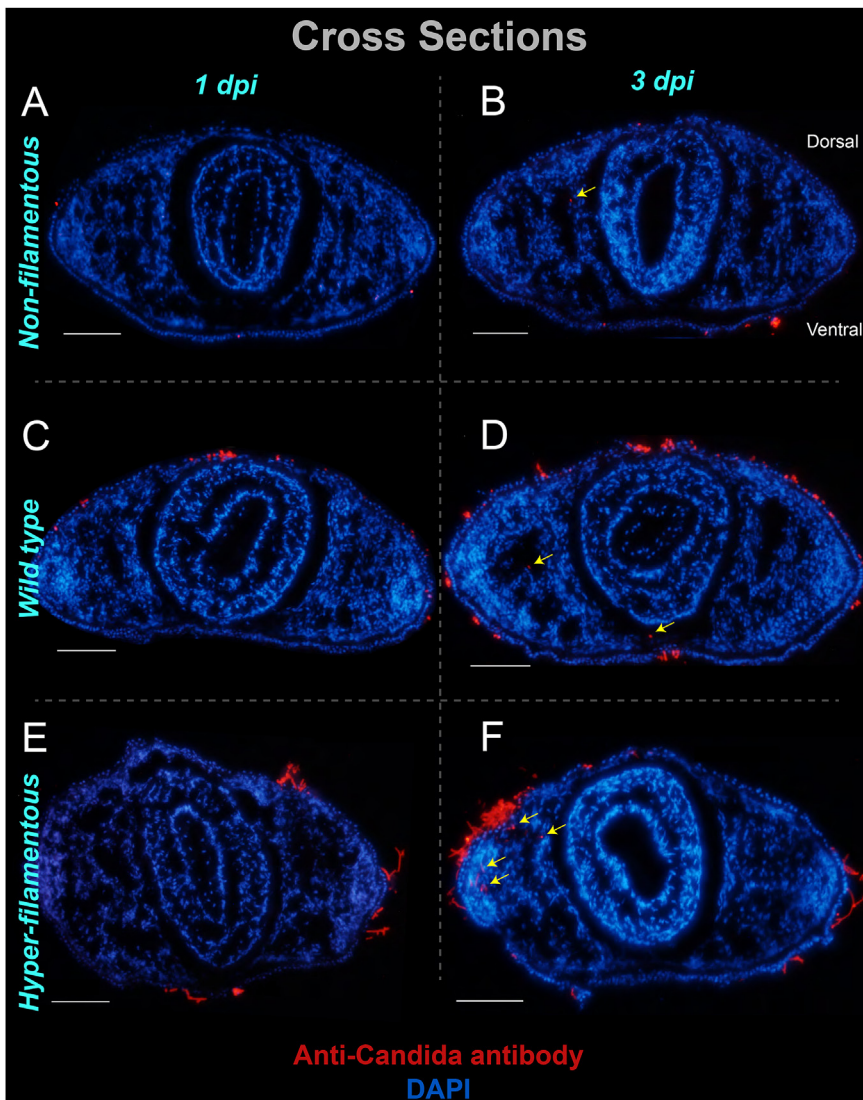 Cross Sections
1 dpi
3 dpi
A
B
Dorsal
Non-filamentous
Ventral
C
D
Wild type
E
F
Hyper-filamentous
Anti-Candida antibody
DAPI